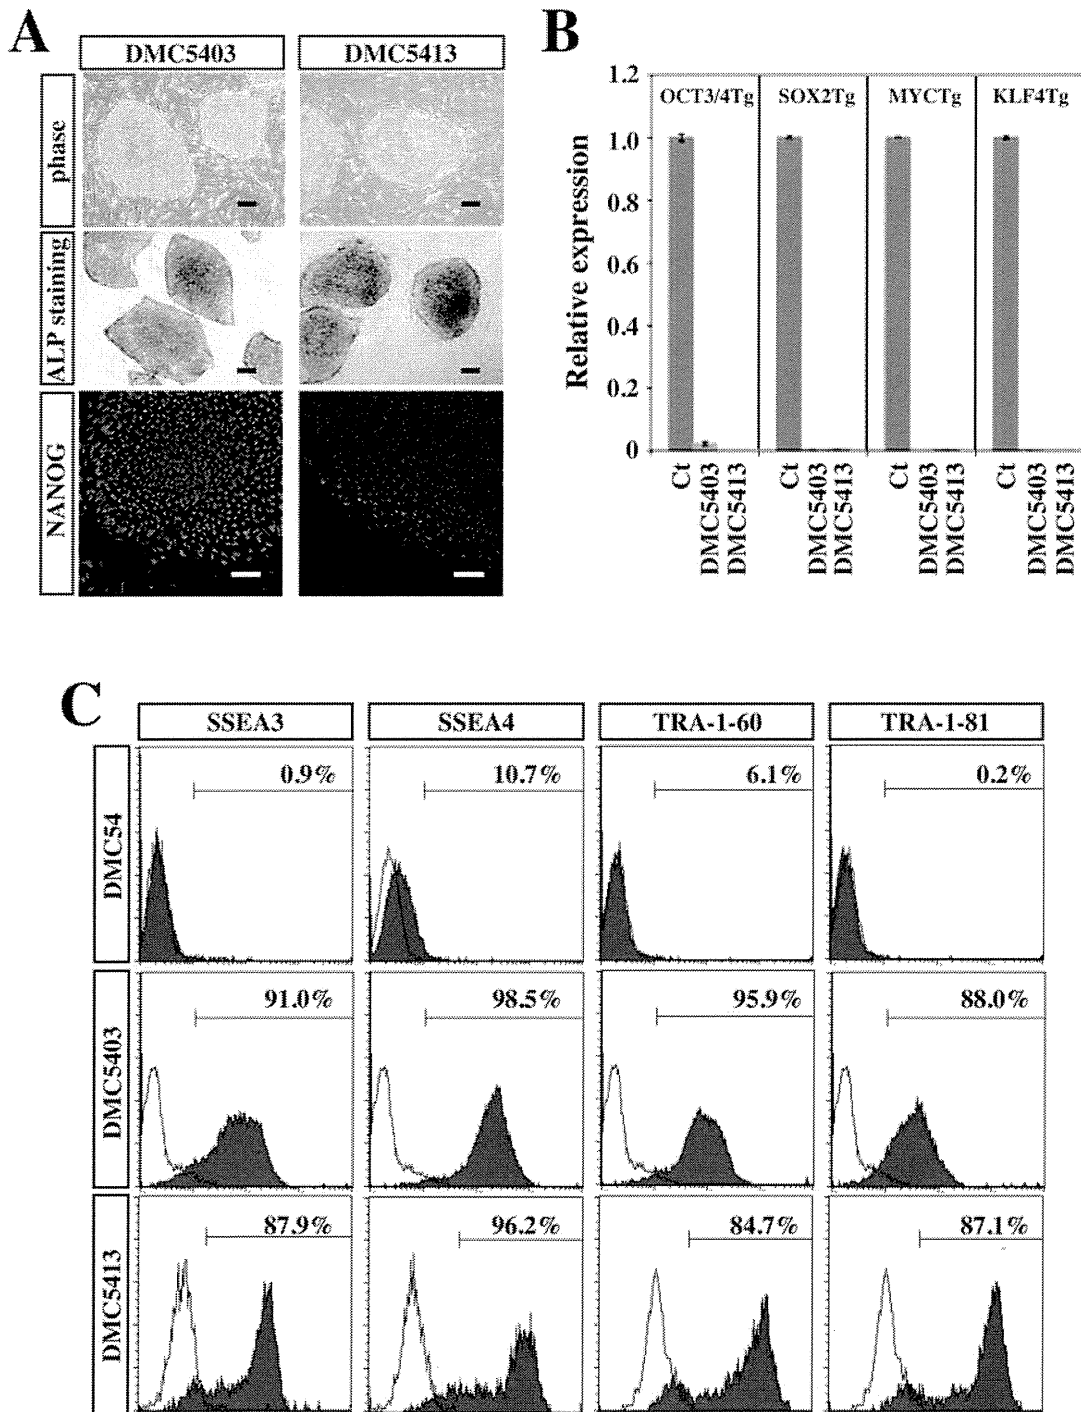 A
DMC5403
DMC5413
phase
ALP staining
NANOG
B
Relative expression
1.2
1.0
0.8
0.6
0.4
0.2
0
OCT3/4Tg
SOX2Tg
MYCTg
KLF4Tg
Ct
DMC5403
DMC5413
Ct
DMC5403
DMC5413
Ct
DMC5403
DMC5413
Ct
DMC5403
DMC5413
C
SSEA3
SSEA4
TRA-1-60
TRA-1-81
DMC54
0.9%
10.7%
6.1%
0.2%
DMC5403
91.0%
98.5%
95.9%
88.0%
DMC5413
87.9%
96.2%
84.7%
87.1%